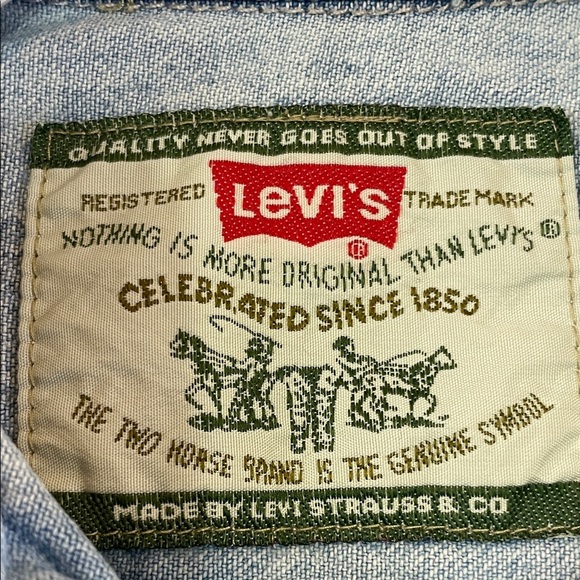 QUALITY NEVER GOES OUT OF STYLE
REGISTERED LEVI'S TRADE MARK
®
NOTHING IS MORE ORIGINAL THAN LEVI'S®
CELEBRATED SINCE 1850
THE TWO HORSE BRAND IS THE GENUINE SYMBOL
MADE BY LEVI STRAUSS & CO